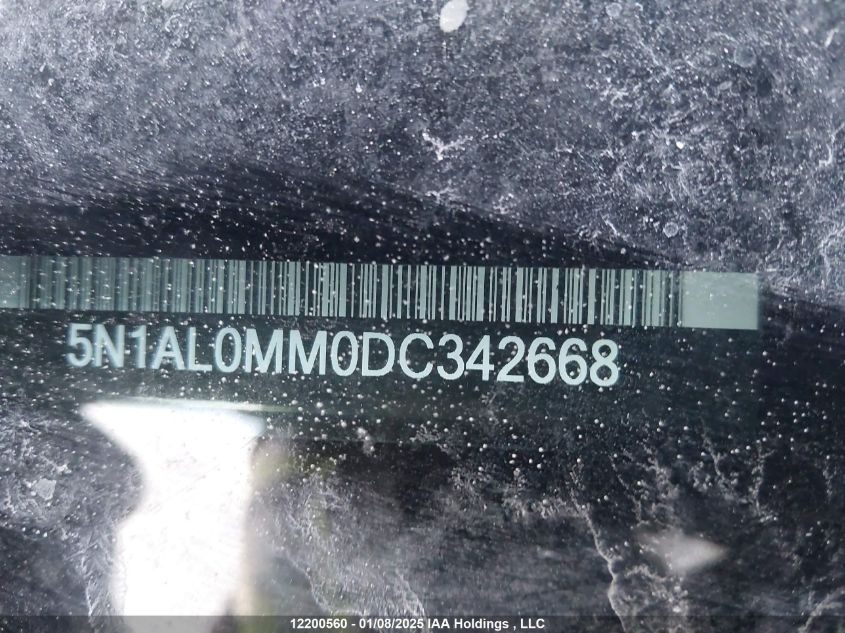 5N1AL0MM0DC342668
12200560 - 01/08/2025 IAA Holdings , LLC